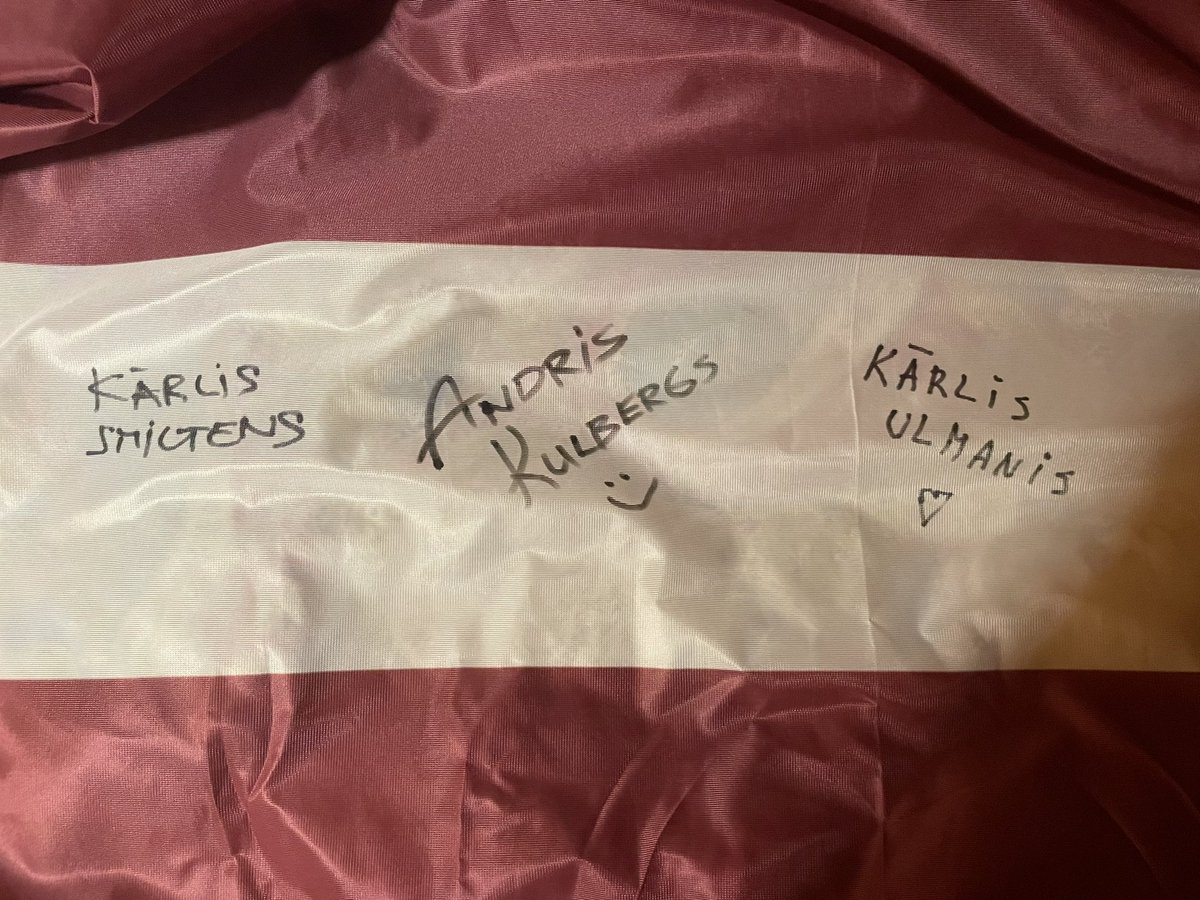 KĀRLiS
SMiGTENS
ANDRiS
KULBERGS
KĀRLiS
ULMANiS